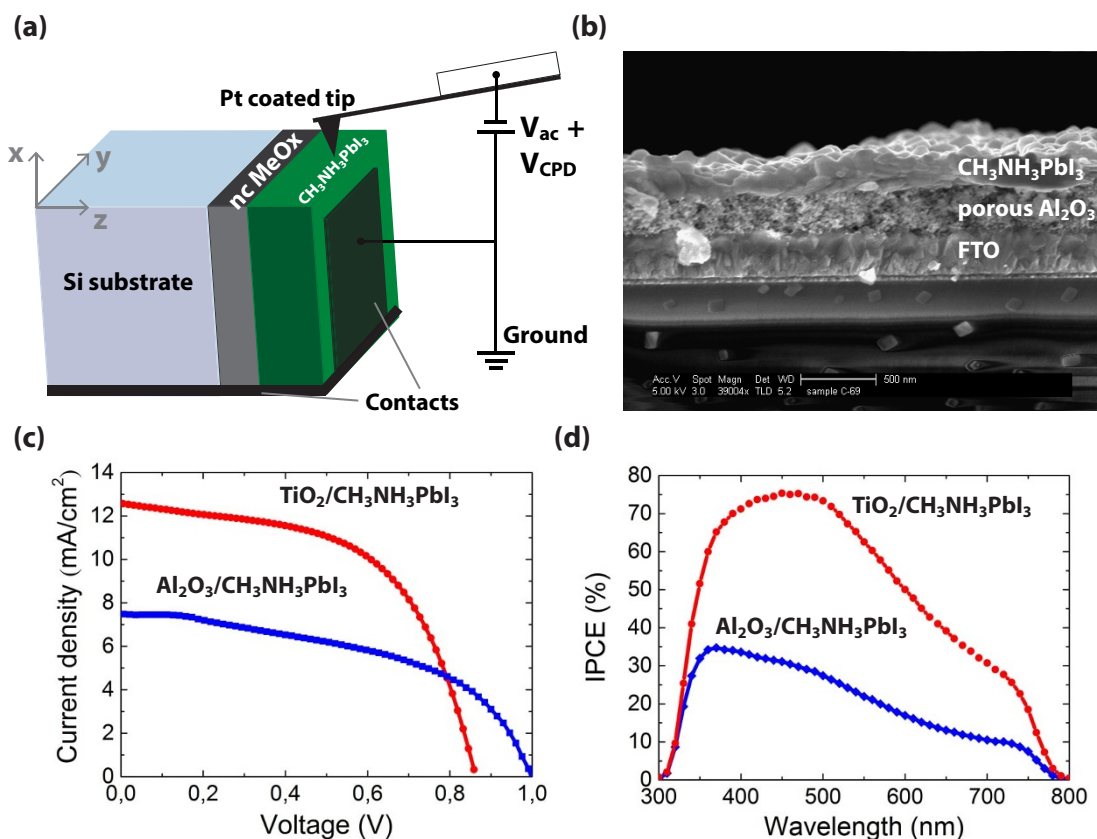 (a)
Pt coated tip
x
y
z
nc MeOx
CH₃NH₃PbI₃
Si substrate
V_ac +
V_CPD
Ground
Contacts
(b)
CH₃NH₃PbI₃
porous Al₂O₃
FTO
Acc.V Spot Magn Det WD 500 nm
5.00 kV 3.0 39004x TLD 5.2 sample C-69
(c)
Current density (mA/cm²)
14
12
10
8
6
4
2
0
TiO₂/CH₃NH₃PbI₃
Al₂O₃/CH₃NH₃PbI₃
0,0 0,2 0,4 0,6 0,8 1,0
Voltage (V)
(d)
IPCE (%)
80
70
60
50
40
30
20
10
0
TiO₂/CH₃NH₃PbI₃
Al₂O₃/CH₃NH₃PbI₃
300 400 500 600 700 800
Wavelength (nm)